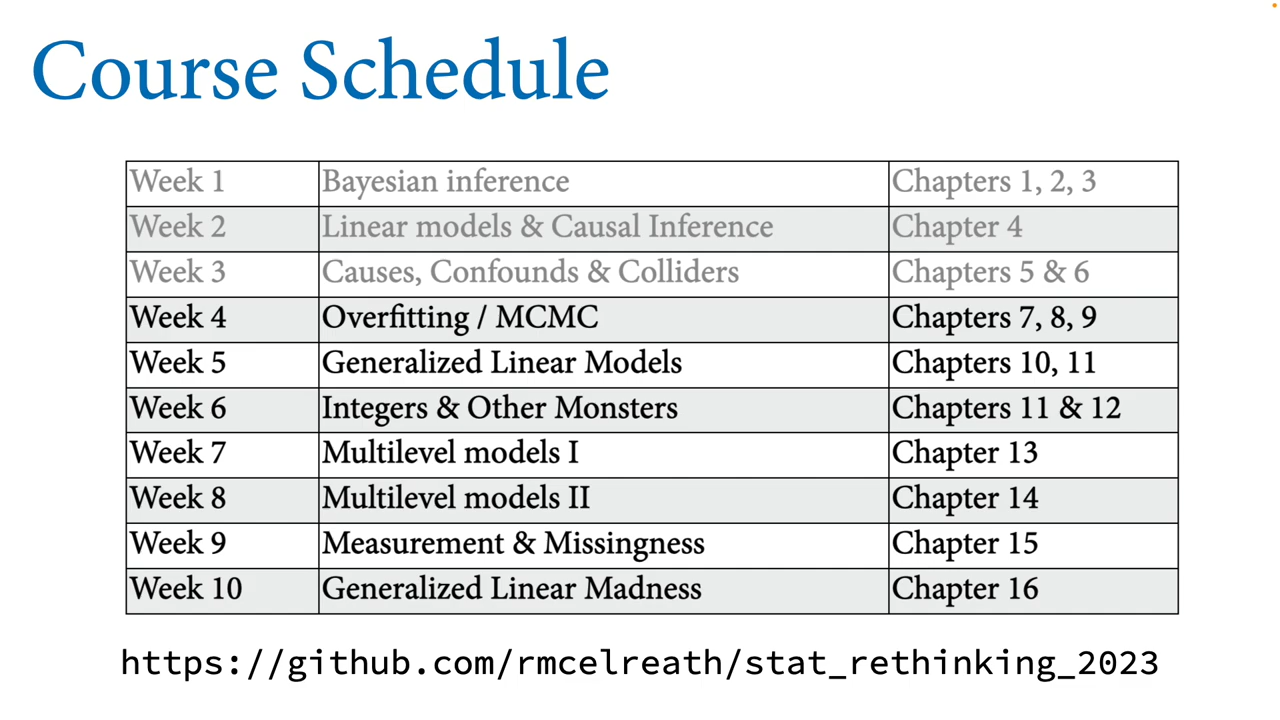 Course Schedule
Week 1 Bayesian inference Chapters 1, 2, 3
Week 2 Linear models & Causal Inference Chapter 4
Week 3 Causes, Confounds & Colliders Chapters 5 & 6
Week 4 Overfitting / MCMC Chapters 7, 8, 9
Week 5 Generalized Linear Models Chapters 10, 11
Week 6 Integers & Other Monsters Chapters 11 & 12
Week 7 Multilevel models I Chapter 13
Week 8 Multilevel models II Chapter 14
Week 9 Measurement & Missingness Chapter 15
Week 10 Generalized Linear Madness Chapter 16
https://github.com/rmcelreath/stat_rethinking_2023